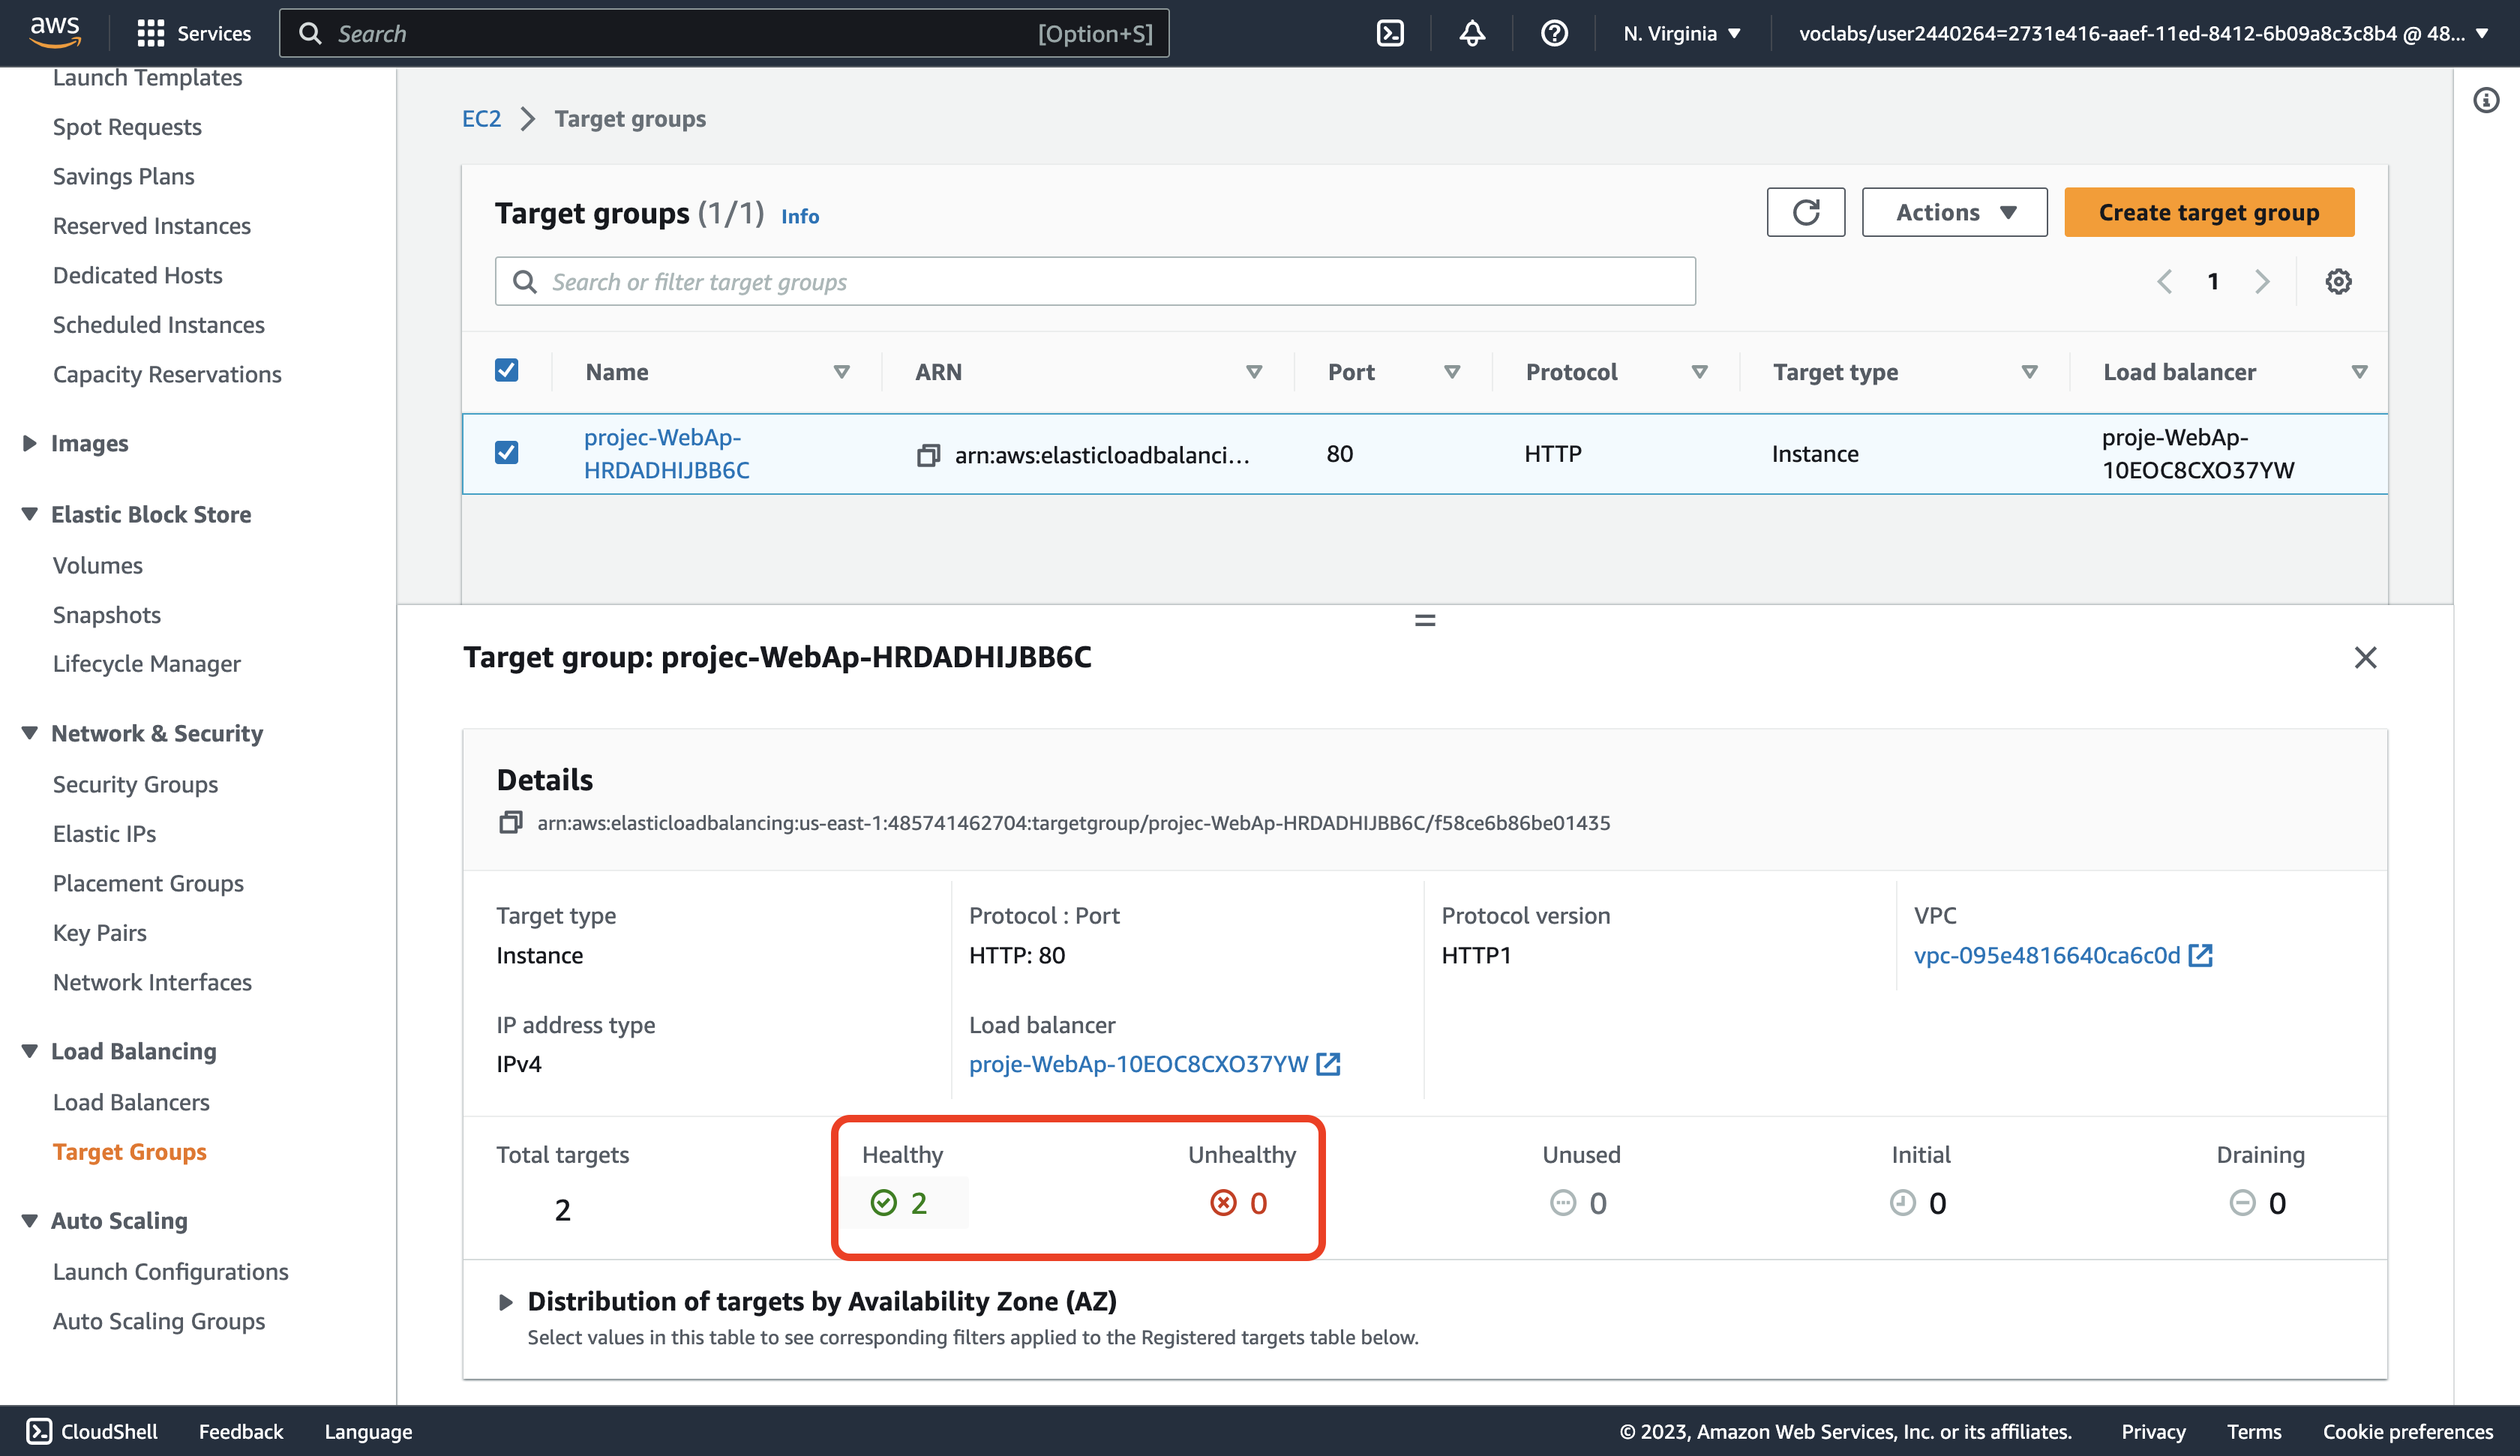 aws
Services
Search
[Option+S]
N. Virginia
voclabs/user2440264=2731e416-aaef-11ed-8412-6b09a8c3c8b4 @ 48...
Launch Templates
Spot Requests
Savings Plans
Reserved Instances
Dedicated Hosts
Scheduled Instances
Capacity Reservations
Images
Elastic Block Store
Volumes
Snapshots
Lifecycle Manager
Network & Security
Security Groups
Elastic IPs
Placement Groups
Key Pairs
Network Interfaces
Load Balancing
Load Balancers
Target Groups
Auto Scaling
Launch Configurations
Auto Scaling Groups
EC2 Target groups
Target groups (1/1) Info
Actions
Create target group
Search or filter target groups
1
Name ARN Port Protocol Target type Load balancer
projec-WebAp-
HRDADHIJBB6C
arn:aws:elasticloadbalanci...
80
HTTP
Instance
proje-WebAp-
10EOC8CXO37YW
Target group: projec-WebAp-HRDADHIJBB6C
Details
arn:aws:elasticloadbalancing:us-east-1:485741462704:targetgroup/projec-WebAp-HRDADHIJBB6C/f58ce6b86be01435
Target type
Instance
Protocol : Port
HTTP: 80
Protocol version
HTTP1
VPC
vpc-095e4816640ca6c0d
IP address type
IPv4
Load balancer
proje-WebAp-10EOC8CXO37YW
Total targets
2
Healthy
2
Unhealthy
0
Unused
0
Initial
0
Draining
0
Distribution of targets by Availability Zone (AZ)
Select values in this table to see corresponding filters applied to the Registered targets table below.
CloudShell
Feedback
Language
© 2023, Amazon Web Services, Inc. or its affiliates.
Privacy
Terms
Cookie preferences